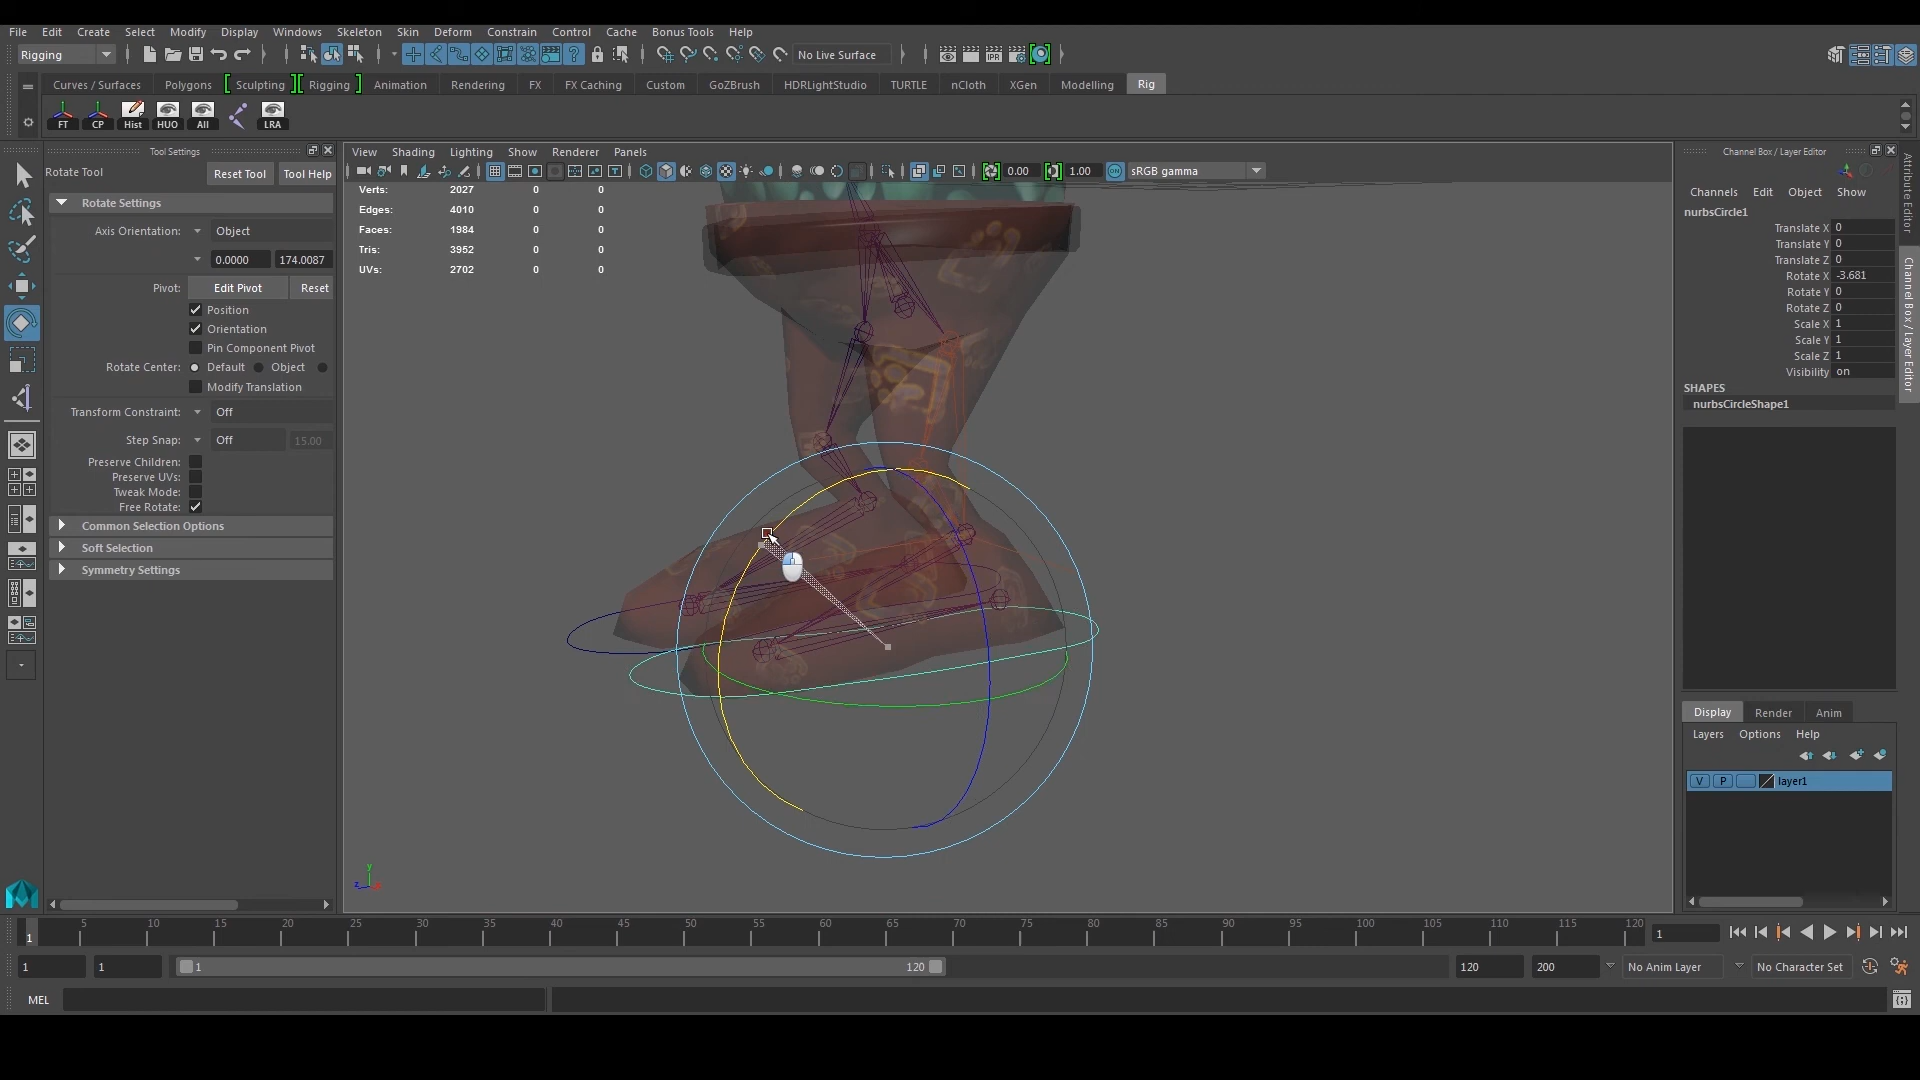 File Edit Create Select Modify Display Windows Skeleton Skin Deform Constrain Control Cache Bonus Tools Help
Rigging No Live Surface
Curves / Surfaces Polygons Sculpting Rigging Animation Rendering FX FX Caching Custom GoZBrush HDRLightStudio TURTLE nCloth XGen Modelling Rig
FT CP Hist HUO All LRA
Tool Settings
Rotate Tool Reset Tool Tool Help
Rotate Settings
Axis Orientation: Object
0.0000 174.0087
Pivot: Edit Pivot Reset
Position
Orientation
Pin Component Pivot
Rotate Center: Default Object
Modify Translation
Transform Constraint: Off
Step Snap: Off 15.00
Preserve Children:
Preserve UVs:
Tweak Mode:
Free Rotate:
Common Selection Options
Soft Selection
Symmetry Settings
View Shading Lighting Show Renderer Panels
IPR
0.00 1.00 sRGB gamma
Verts: 2027 0 0
Edges: 4010 0 0
Faces: 1984 0 0
Tris: 3952 0 0
UVs: 2702 0 0
y
z
Channel Box / Layer Editor
Channels Edit Object Show
nurbsCircle1
Translate X 0
Translate Y 0
Translate Z 0
Rotate X -3.681
Rotate Y 0
Rotate Z 0
Scale X 1
Scale Y 1
Scale Z 1
Visibility on
SHAPES
nurbsCircleShape1
Attribute Editor
Channel Box / Layer Editor
Display Render Anim
Layers Options Help
V P layer1
1 5 10 15 20 25 30 35 40 45 50 55 60 65 70 75 80 85 90 95 100 105 110 115 120 1
1 1 1 120 120 200 No Anim Layer No Character Set
MEL